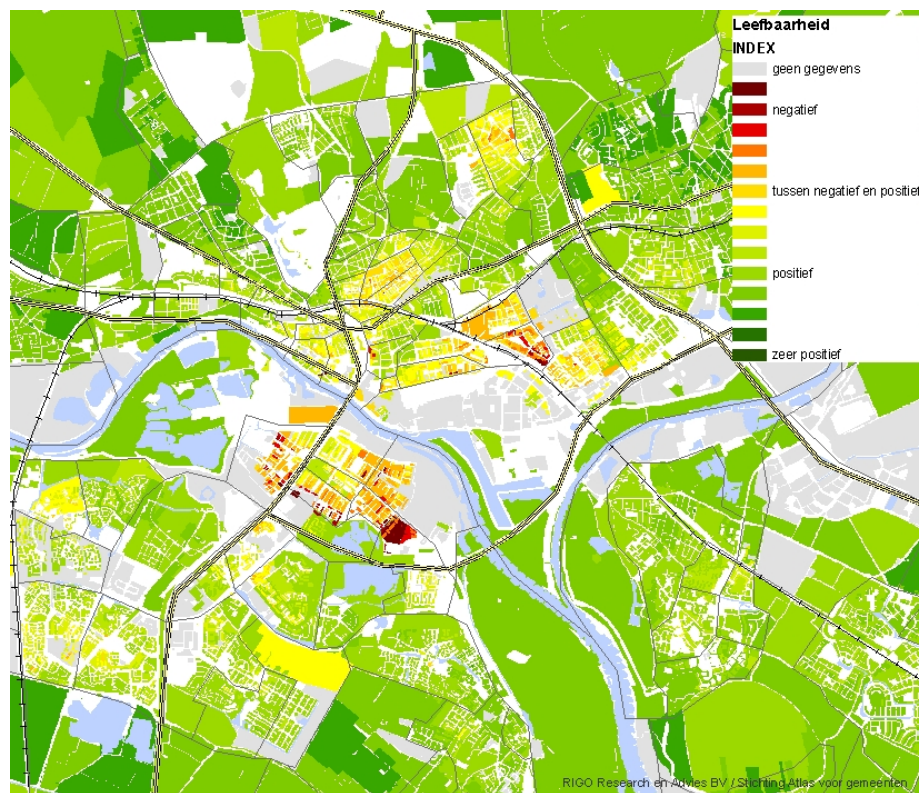 Leefbaarheid
INDEX
geen gegevens
negatief
tussen negatief en positief
positief
zeer positief
RIGO Research en Advies BV / Stichting Atlas voor gemeenten